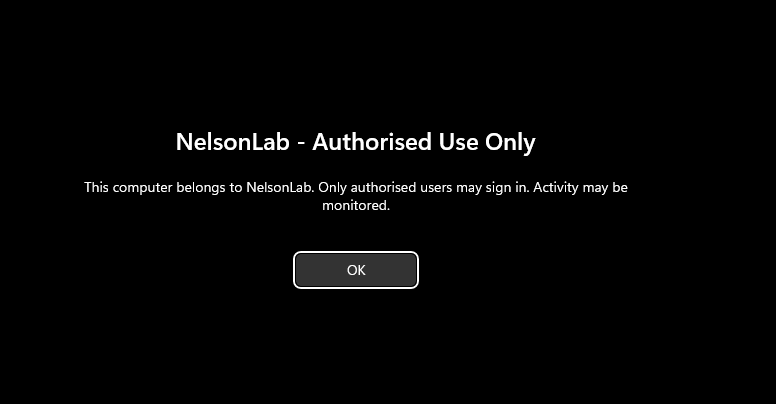 NelsonLab - Authorised Use Only
This computer belongs to NelsonLab. Only authorised users may sign in. Activity may be
monitored.
OK